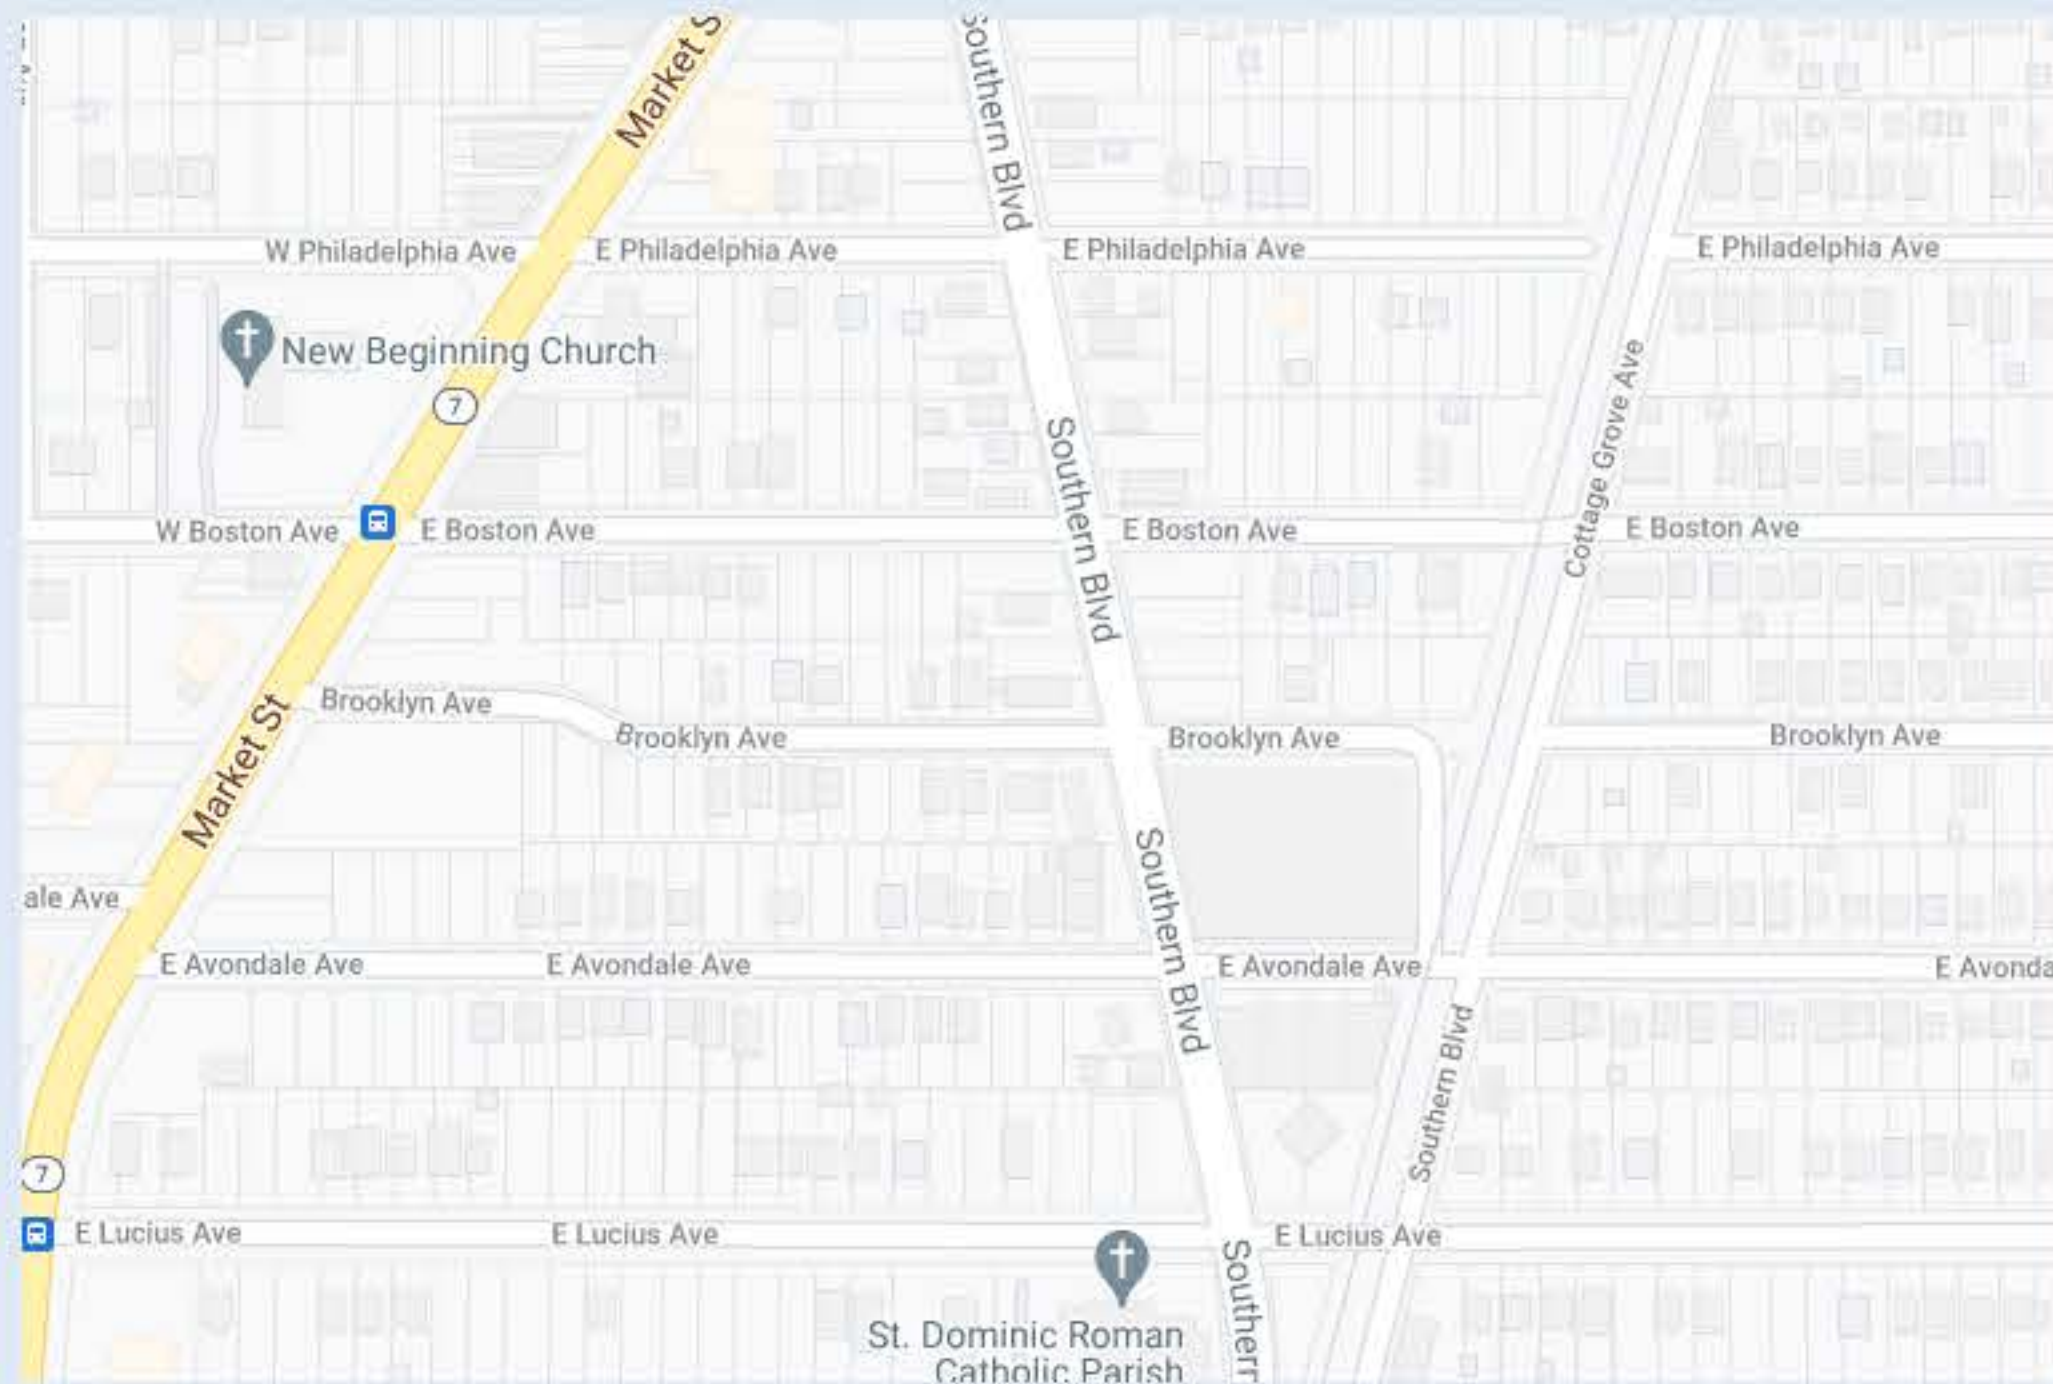 Market S
Southern Blvd
W Philadelphia Ave
E Philadelphia Ave
E Philadelphia Ave
E Philadelphia Ave
New Beginning Church
7
Cottage Grove Ave
Southern Blvd
W Boston Ave
E Boston Ave
E Boston Ave
E Boston Ave
Market St
Brooklyn Ave
Brooklyn Ave
Brooklyn Ave
Brooklyn Ave
Southern Blvd
ale Ave
E Avondale Ave
E Avondale Ave
E Avondale Ave
E Avonda
Southern Blvd
7
E Lucius Ave
E Lucius Ave
E Lucius Ave
Southern
St. Dominic Roman
Catholic Parish